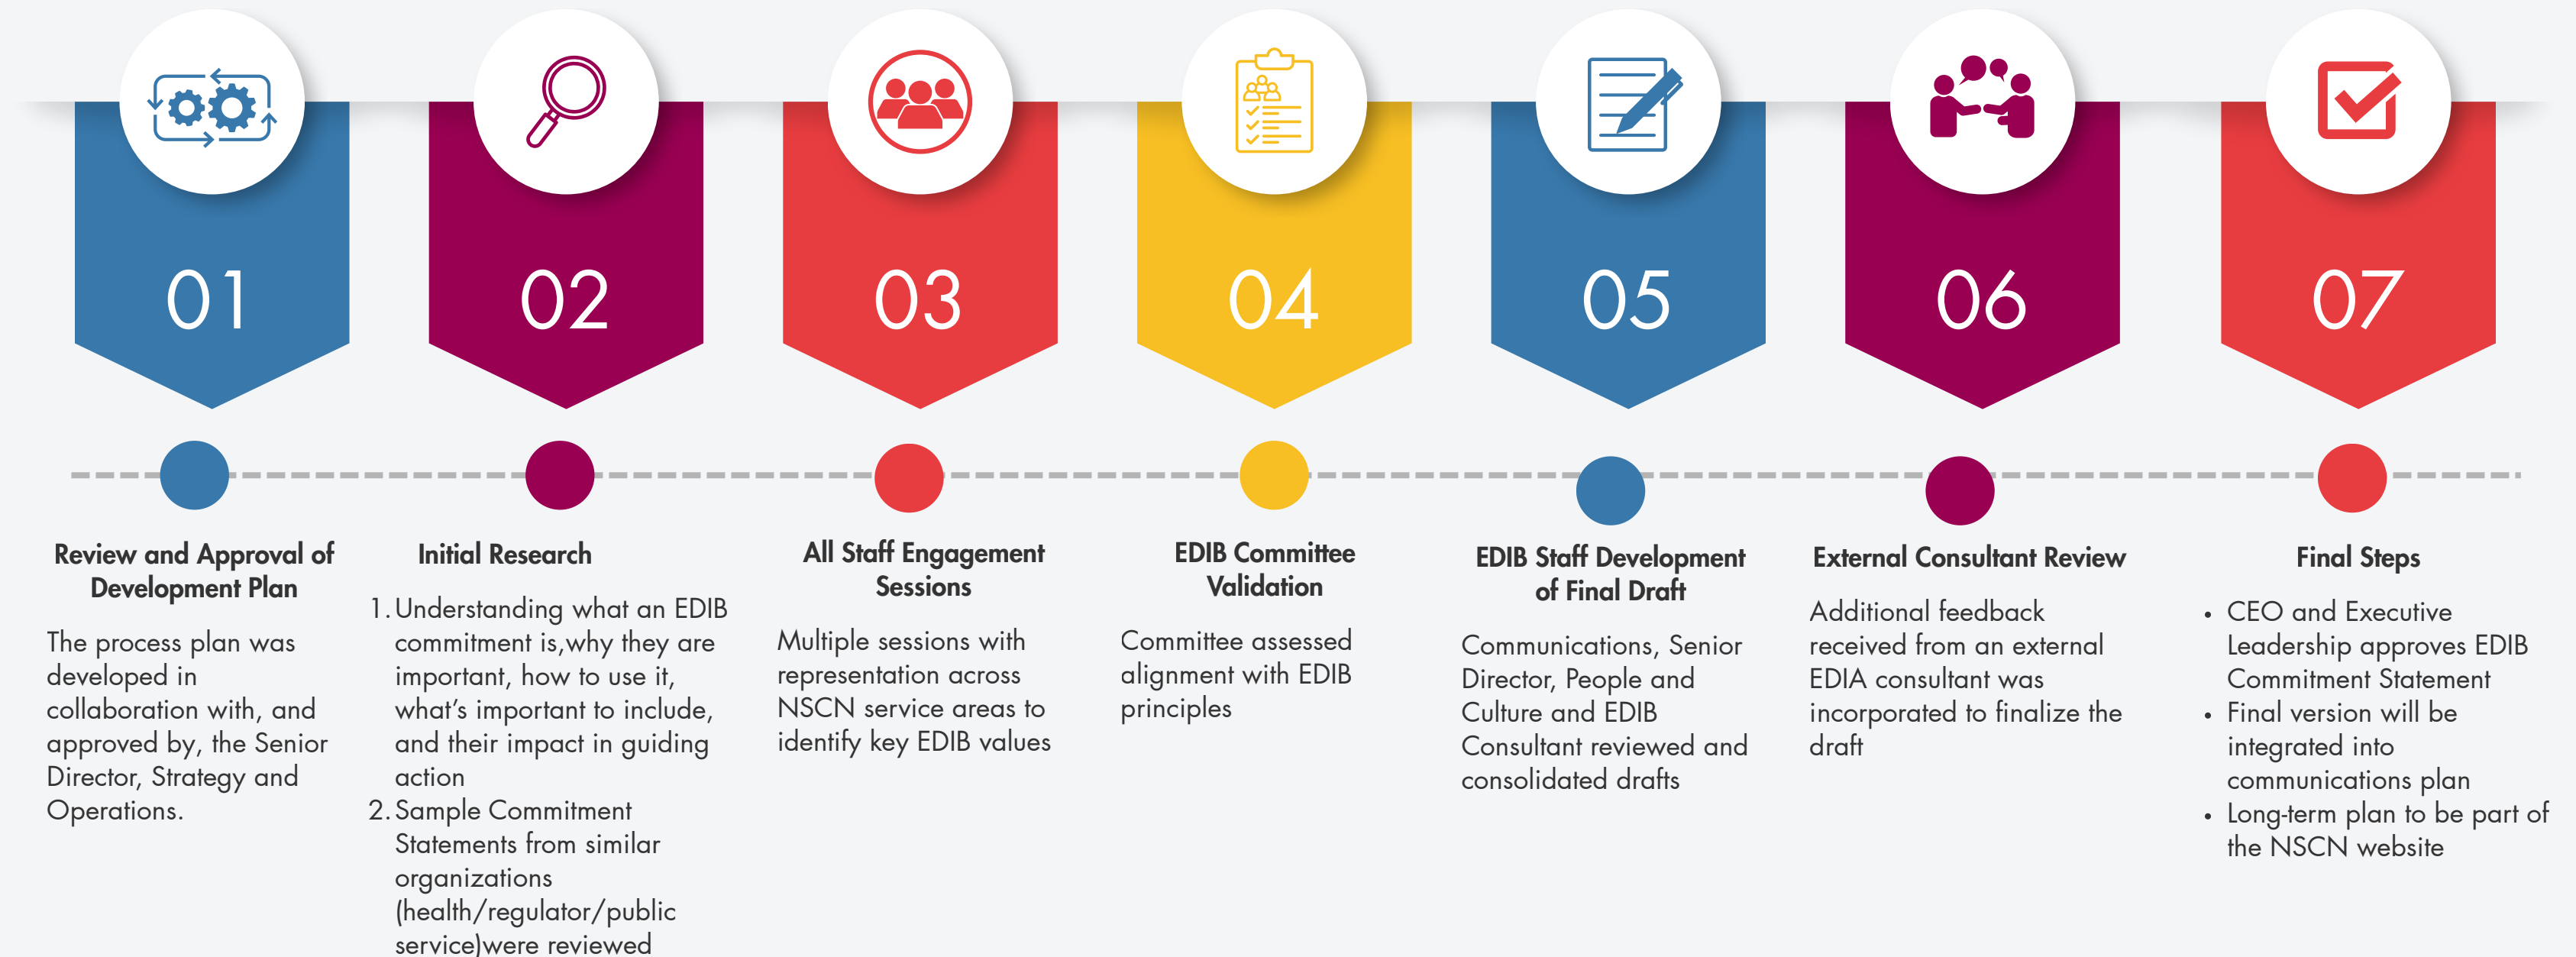 01
02
03
04
05
06
07
Review and Approval of
Development Plan
The process plan was
developed in
collaboration with, and
approved by, the Senior
Director, Strategy and
Operations.
Initial Research
1. Understanding what an EDIB
commitment is,why they are
important, how to use it,
what's important to include,
and their impact in guiding
action
2. Sample Commitment
Statements from similar
organizations
(health/regulator/public
service)were reviewed
All Staff Engagement
Sessions
Multiple sessions with
representation across
NSCN service areas to
identify key EDIB values
EDIB Committee
Validation
Committee assessed
alignment with EDIB
principles
EDIB Staff Development
of Final Draft
Communications, Senior
Director, People and
Culture and EDIB
Consultant reviewed and
consolidated drafts
External Consultant Review
Additional feedback
received from an external
EDIA consultant was
incorporated to finalize the
draft
Final Steps
• CEO and Executive
Leadership approves EDIB
Commitment Statement
• Final version will be
integrated into
communications plan
• Long-term plan to be part of
the NSCN website